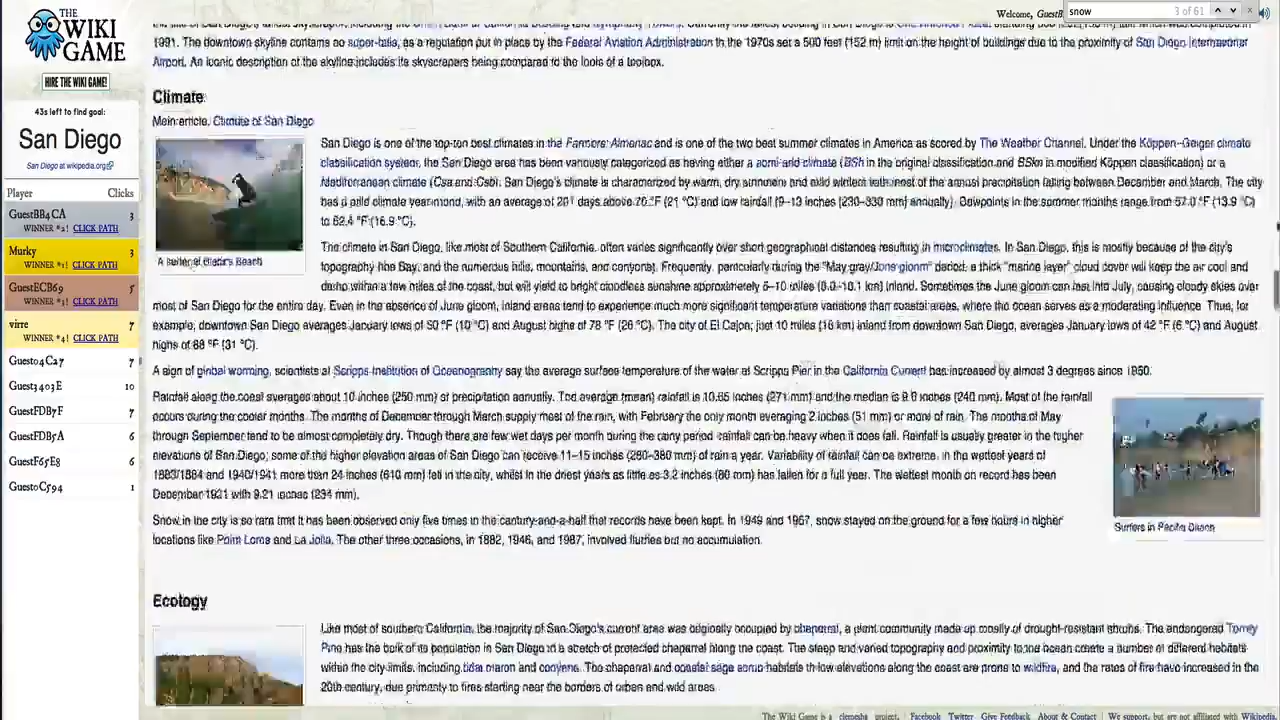 THE
WIKI
GAME
HIRE THE WIKI GAME!
43s left to find goal:
San Diego
San Diego at wikipedia.org
Player Clicks
GuestBB4CA 3
WINNER #2! CLICK PATH
Murky 3
WINNER #1! CLICK PATH
GuestECB69 5
WINNER #3! CLICK PATH
virre 7
WINNER #4! CLICK PATH
Guest04C27 7
Guest3403E 10
GuestFDB7F 7
GuestFDB5A 6
GuestF65E8 6
Guest0C594 1
Welcome, GuestB
snow 3 of 61
1991. The downtown skyline contains no super-talls, as a regulation put in place by the Federal Aviation Administration in the 1970s set a 500 feet (152 m) limit on the height of buildings due to the proximity of San Diego International
Airport. An iconic description of the skyline includes its skyscrapers being compared to the tools of a toolbox.
Climate
Main article: Climate of San Diego
San Diego is one of the top-ten best climates in the Farmers' Almanac and is one of the two best summer climates in America as scored by The Weather Channel. Under the Köppen–Geiger climate
classification system, the San Diego area has been variously categorized as having either a semi-arid climate (BSh in the original classification and BSkn in modified Köppen classification) or a
Mediterranean climate (Csa and Csb). San Diego's climate is characterized by warm, dry summers and mild winters with most of the annual precipitation falling between December and March. The city
has a mild climate year-round, with an average of 201 days above 70 °F (21 °C) and low rainfall (9–13 inches (230–330 mm) annually). Dewpoints in the summer months range from 57.0 °F (13.9 °C)
to 62.4 °F (16.9 °C).
The climate in San Diego, like most of Southern California, often varies significantly over short geographical distances resulting in microclimates. In San Diego, this is mostly because of the city's
topography (the Bay, and the numerous hills, mountains, and canyons). Frequently, particularly during the "May gray/June gloom" period, a thick "marine layer" cloud cover will keep the air cool and
damp within a few miles of the coast, but will yield to bright cloudless sunshine approximately 5–10 miles (8.0–16.1 km) inland. Sometimes the June gloom can last into July, causing cloudy skies over
most of San Diego for the entire day. Even in the absence of June gloom, inland areas tend to experience much more significant temperature variations than coastal areas, where the ocean serves as a moderating influence. Thus, for
example, downtown San Diego averages January lows of 50 °F (10 °C) and August highs of 78 °F (26 °C). The city of El Cajon, just 10 miles (16 km) inland from downtown San Diego, averages January lows of 42 °F (6 °C) and August
highs of 88 °F (31 °C).
A surfer at Black's Beach
A sign of global warming, scientists at Scripps Institution of Oceanography say the average surface temperature of the water at Scripps Pier in the California Current has increased by almost 3 degrees since 1950.
Rainfall along the coast averages about 10 inches (250 mm) of precipitation annually. The average (mean) rainfall is 10.65 inches (271 mm) and the median is 9.6 inches (240 mm). Most of the rainfall
occurs during the cooler months. The months of December through March supply most of the rain, with February the only month averaging 2 inches (51 mm) or more of rain. The months of May
through September tend to be almost completely dry. Though there are few wet days per month during the rainy period, rainfall can be heavy when it does fall. Rainfall is usually greater in the higher
elevations of San Diego; some of the higher elevation areas of San Diego can receive 11–15 inches (280–380 mm) of rain a year. Variability of rainfall can be extreme: in the wettest years of
1883/1884 and 1940/1941 more than 24 inches (610 mm) fell in the city, whilst in the driest years as little as 3.2 inches (80 mm) has fallen for a full year. The wettest month on record has been
December 1921 with 9.21 inches (234 mm).
Snow in the city is so rare that it has been observed only five times in the century-and-a-half that records have been kept. In 1949 and 1967, snow stayed on the ground for a few hours in higher
locations like Point Loma and La Jolla. The other three occasions, in 1882, 1946, and 1987, involved flurries but no accumulation.
Surfers in Pacific Beach
Ecology
Like most of southern California, the majority of San Diego's current area was originally occupied by chaparral, a plant community made up mostly of drought-resistant shrubs. The endangered Torrey
Pine has the bulk of its population in San Diego in a stretch of protected chaparral along the coast. The steep and varied topography and proximity to the ocean create a number of different habitats
within the city limits, including tidal marsh and canyons. The chaparral and coastal sage scrub habitats in low elevations along the coast are prone to wildfire, and the rates of fire have increased in the
20th century, due primarily to fires starting near the borders of urban and wild areas.
The Wiki Game is a clemesha project. Facebook Twitter Give Feedback About & Contact We support, but are not affiliated with Wikipedia.